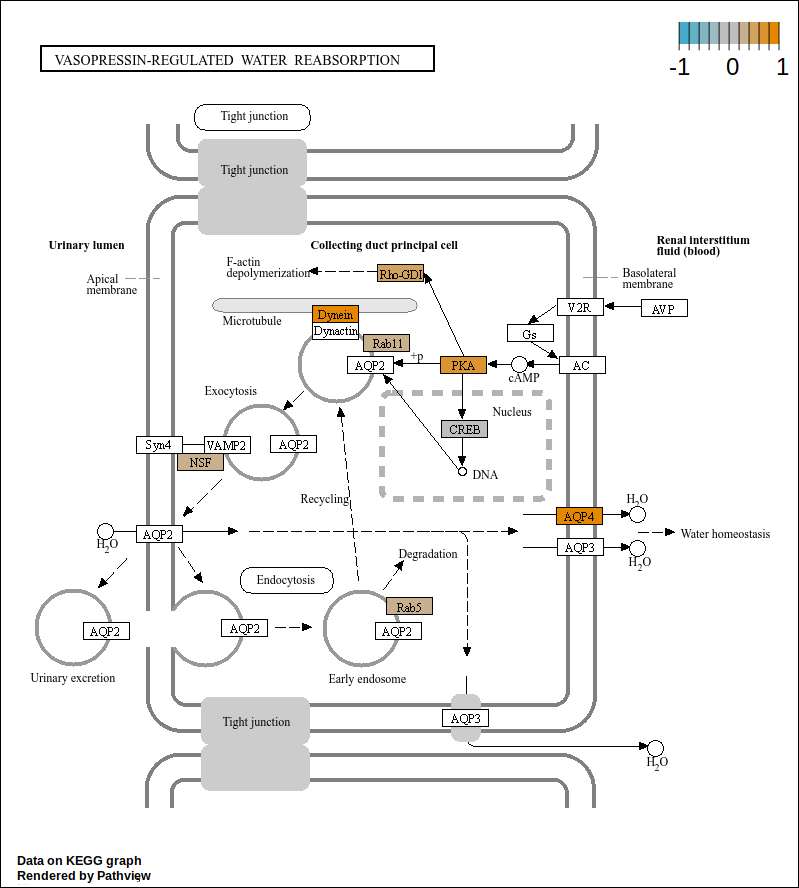 -1 0 1
VASOPRESSIN-REGULATED WATER REABSORPTION
Tight junction
Tight junction
Urinary lumen
Collecting duct principal cell
Renal interstitium
fluid (blood)
Apical
membrane
F-actin
depolymerization
Rho-GDI
Basolateral
membrane
Microtubule
Dynein
Dynactin
V2R
AVP
Gs
Rab11
AQP2
+p
PKA
cAMP
AC
Exocytosis
Nucleus
CREB
DNA
Syn4
VAMP2
AQP2
NSF
Recycling
H2O
AQP4
H2O
AQP2
Water homeostasis
AQP3
H2O
Degradation
Endocytosis
Rab5
AQP2
AQP2
AQP2
Urinary excretion
Early endosome
Tight junction
AQP3
H2O
Data on KEGG graph
Rendered by Pathview